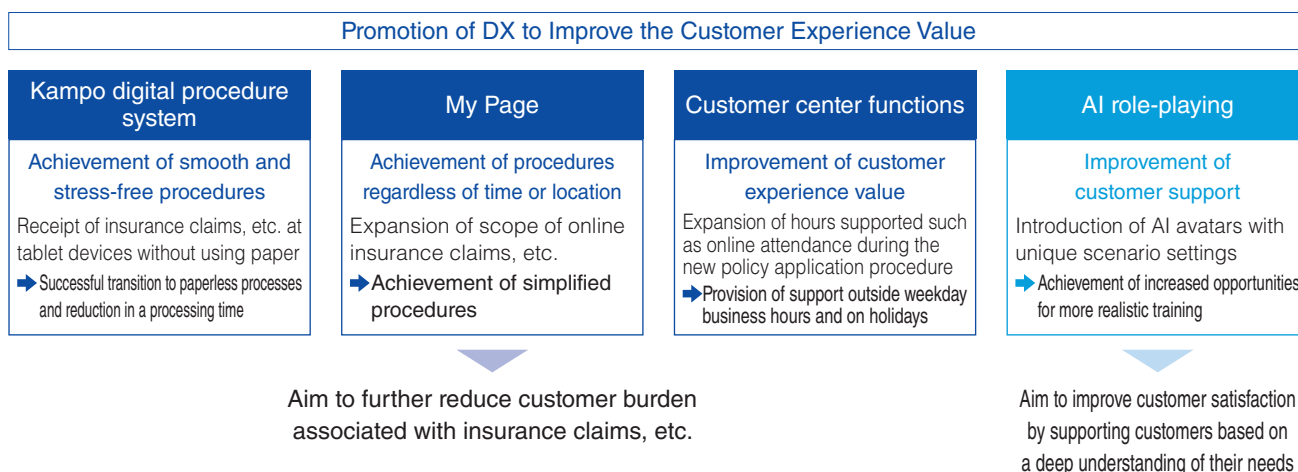 Promotion of DX to Improve the Customer Experience Value
Kampo digital procedure
system
Achievement of smooth and
stress-free procedures
Receipt of insurance claims, etc. at
tablet devices without using paper
➡Successful transition to paperless processes
and reduction in a processing time
My Page
Achievement of procedures
regardless of time or location
Expansion of scope of online
insurance claims, etc.
➡Achievement of simplified
procedures
Customer center functions
Improvement of customer
experience value
Expansion of hours supported such
as online attendance during the
new policy application procedure
➡Provision of support outside weekday
business hours and on holidays
AI role-playing
Improvement of
customer support
Introduction of AI avatars with
unique scenario settings
➡Achievement of increased opportunities
for more realistic training
Aim to further reduce customer burden
associated with insurance claims, etc.
Aim to improve customer satisfaction
by supporting customers based on
a deep understanding of their needs